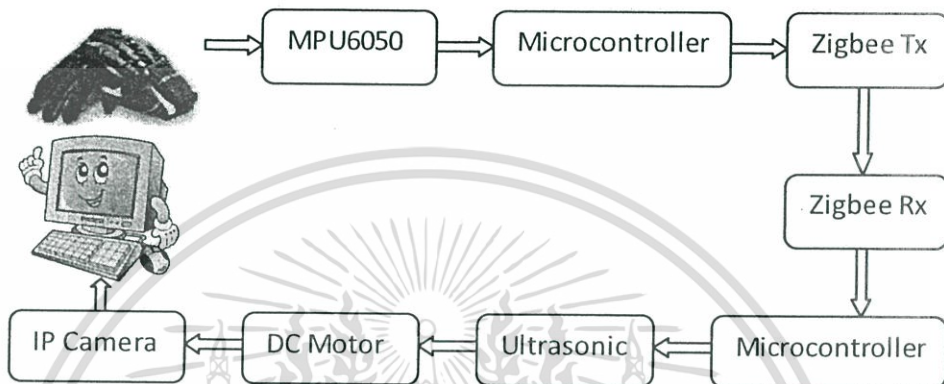 MPU6050
Microcontroller
Zigbee Tx
Zigbee Rx
Microcontroller
Ultrasonic
DC Motor
IP Camera